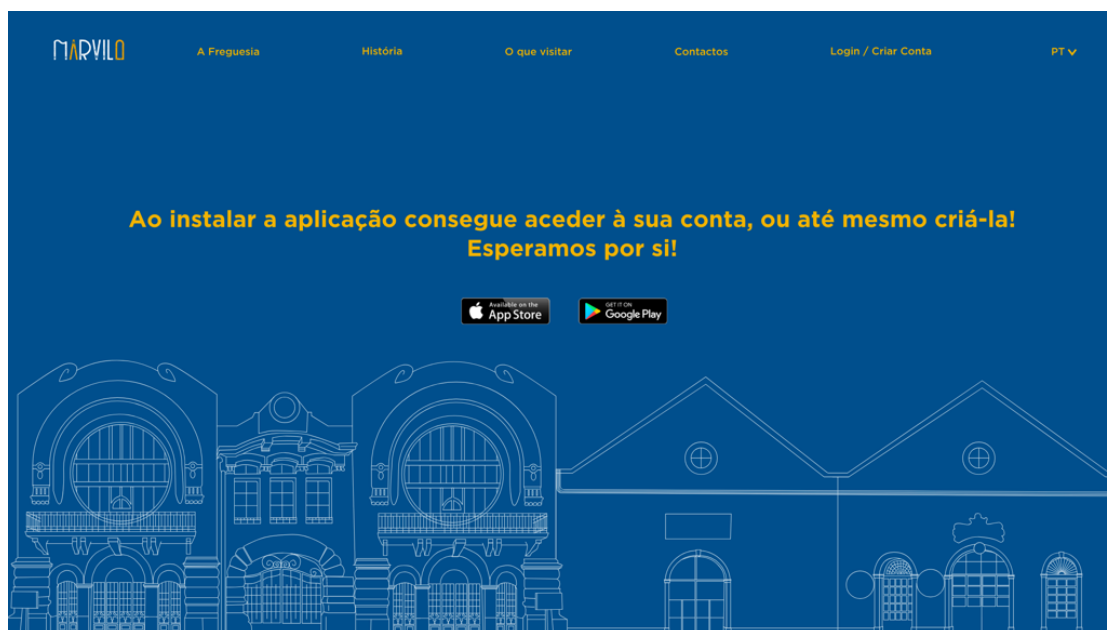 MARVILO
A Freguesia
História
O que visitar
Contactos
Login / Criar Conta
PT
Ao instalar a aplicação consegue aceder à sua conta, ou até mesmo criá-la!
Esperamos por si!
Available on the
App Store
GET IT ON
Google Play